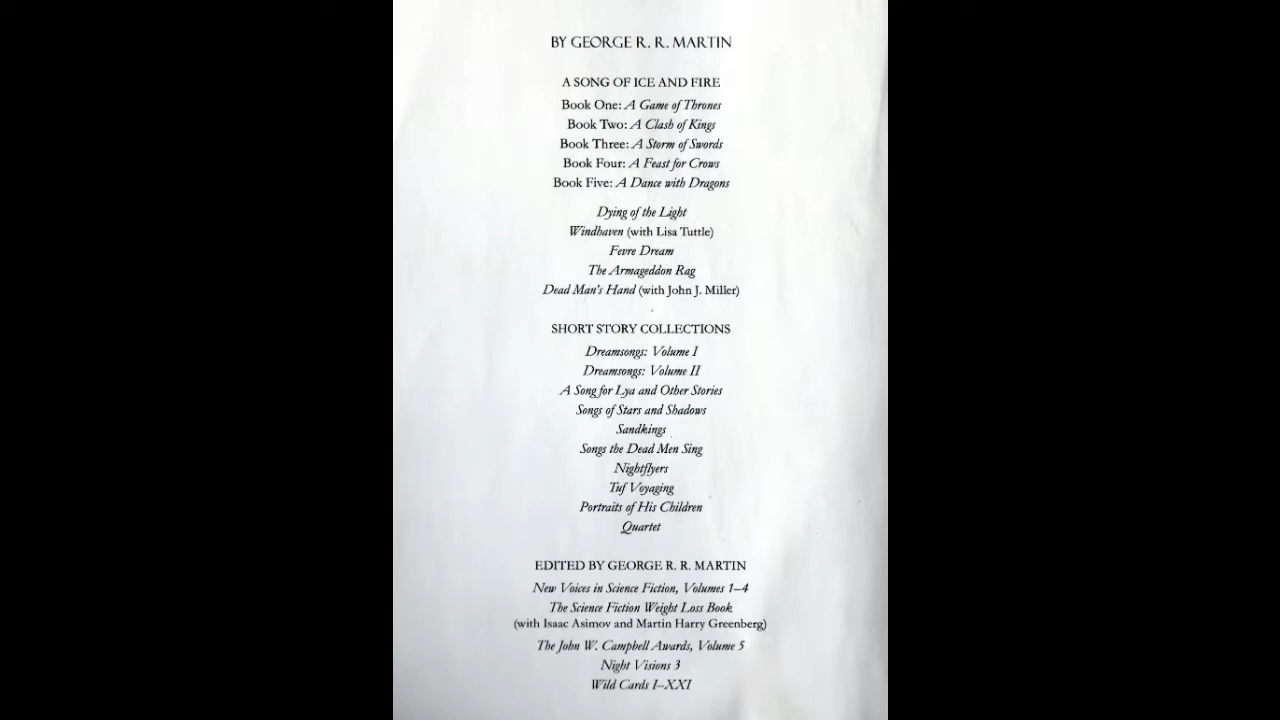 BY GEORGE R. R. MARTIN
A SONG OF ICE AND FIRE
Book One: A Game of Thrones
Book Two: A Clash of Kings
Book Three: A Storm of Swords
Book Four: A Feast for Crows
Book Five: A Dance with Dragons
Dying of the Light
Windhaven (with Lisa Tuttle)
Fevre Dream
The Armageddon Rag
Dead Man's Hand (with John J. Miller)
SHORT STORY COLLECTIONS
Dreamsongs: Volume I
Dreamsongs: Volume II
A Song for Lya and Other Stories
Songs of Stars and Shadows
Sandkings
Songs the Dead Men Sing
Nightflyers
Tuf Voyaging
Portraits of His Children
Quartet
EDITED BY GEORGE R. R. MARTIN
New Voices in Science Fiction, Volumes 1–4
The Science Fiction Weight Loss Book
(with Isaac Asimov and Martin Harry Greenberg)
The John W. Campbell Awards, Volume 5
Night Visions 3
Wild Cards I–XXI